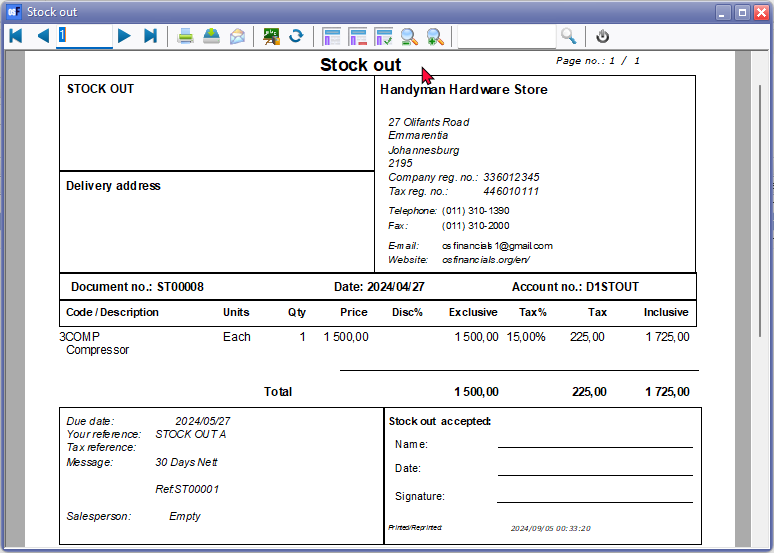 Stock out
1
Stock out
Page no.: 1 / 1
STOCK OUT
Handyman Hardware Store
27 Olifants Road
Emmarentia
Johannesburg
2195
Company reg. no.: 336012345
Tax reg. no.: 446010111
Delivery address
Telephone: (011) 310-1390
Fax: (011) 310-2000
E-mail: osfinancials1@gmail.com
Website: osfinancials.org/en/
Document no.: ST00008 Date: 2024/04/27 Account no.: D1STOUT
Code / Description Units Qty Price Disc% Exclusive Tax% Tax Inclusive
3COMP Each 1 1 500,00 1 500,00 15,00% 225,00 1 725,00
Compressor
Total 1 500,00 225,00 1 725,00
Due date: 2024/05/27
Your reference: STOCK OUT A
Tax reference:
Message: 30 Days Nett
Ref:ST00001
Salesperson: Empty
Stock out accepted:
Name:
Date:
Signature:
Printed/Reprinted: 2024/09/05 00:33:20